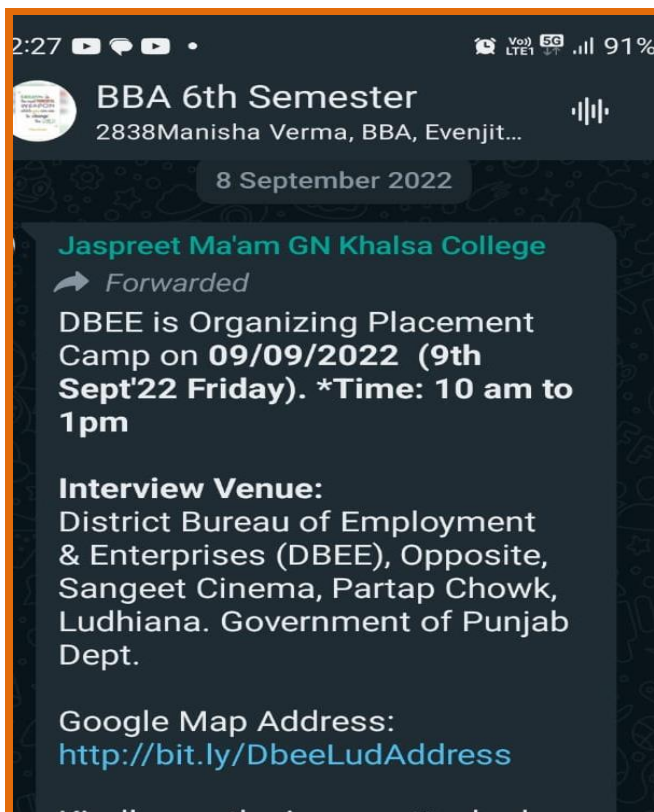 2:27
Vo)) LTE1 5G 91%
BBA 6th Semester
2838Manisha Verma, BBA, Evenjit...
8 September 2022
Jaspreet Ma'am GN Khalsa College
Forwarded
DBEE is Organizing Placement
Camp on 09/09/2022 (9th
Sept'22 Friday). *Time: 10 am to
1pm
Interview Venue:
District Bureau of Employment
& Enterprises (DBEE), Opposite,
Sangeet Cinema, Partap Chowk,
Ludhiana. Government of Punjab
Dept.
Google Map Address:
http://bit.ly/DbeeLudAddress